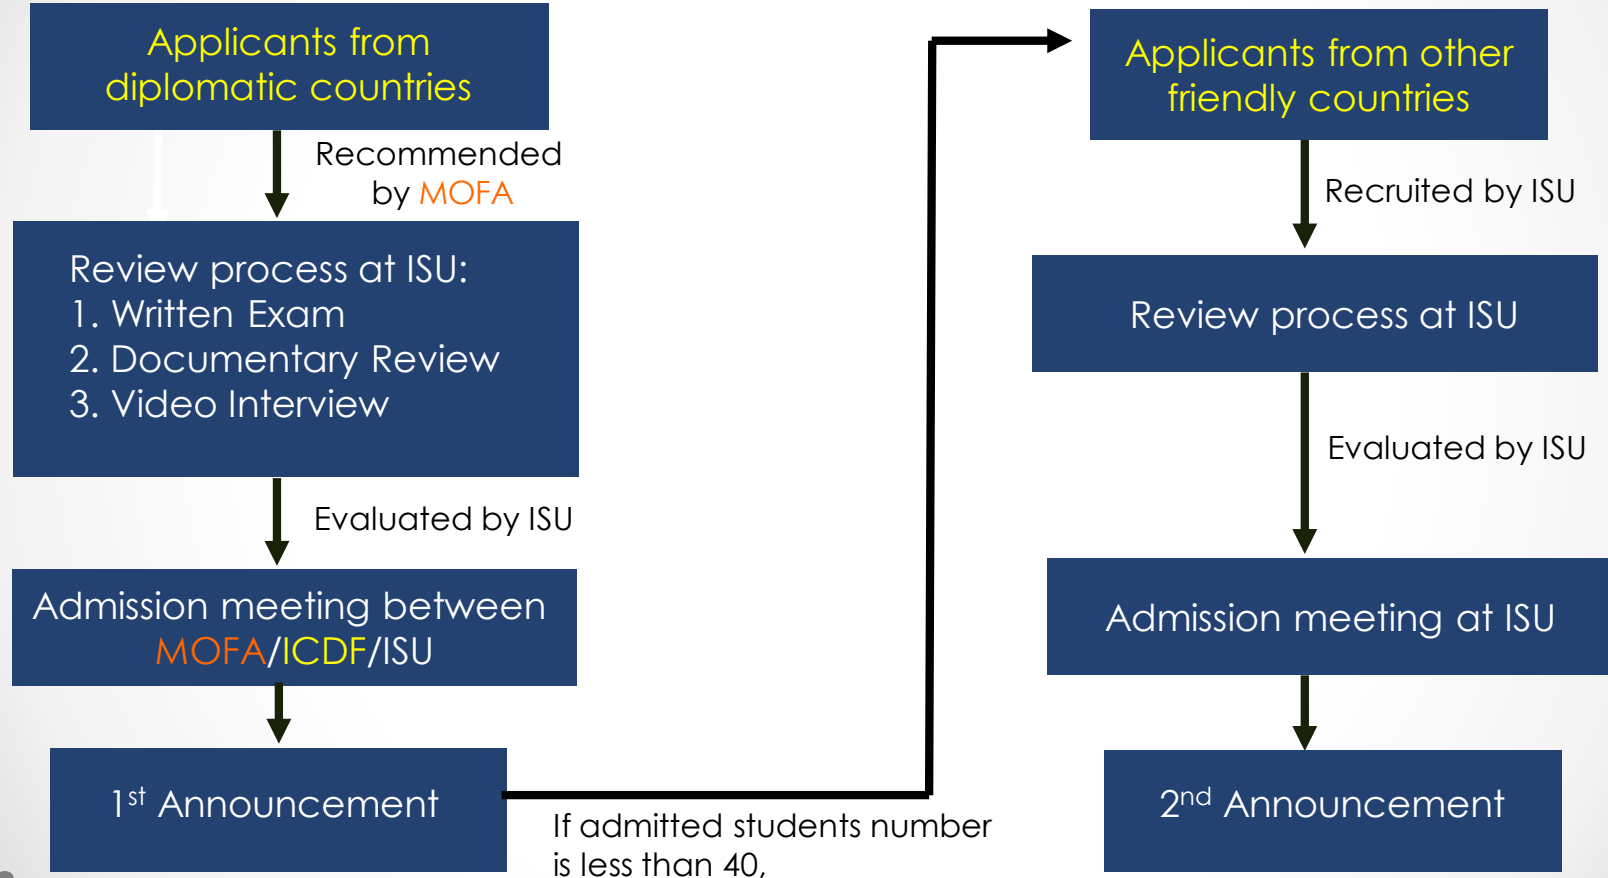 Applicants from
diplomatic countries
Recommended
by MOFA
Review process at ISU:
1. Written Exam
2. Documentary Review
3. Video Interview
Evaluated by ISU
Admission meeting between
MOFA/ICDF/ISU
1st Announcement
If admitted students number
is less than 40,
Applicants from other
friendly countries
Recruited by ISU
Review process at ISU
Evaluated by ISU
Admission meeting at ISU
2nd Announcement